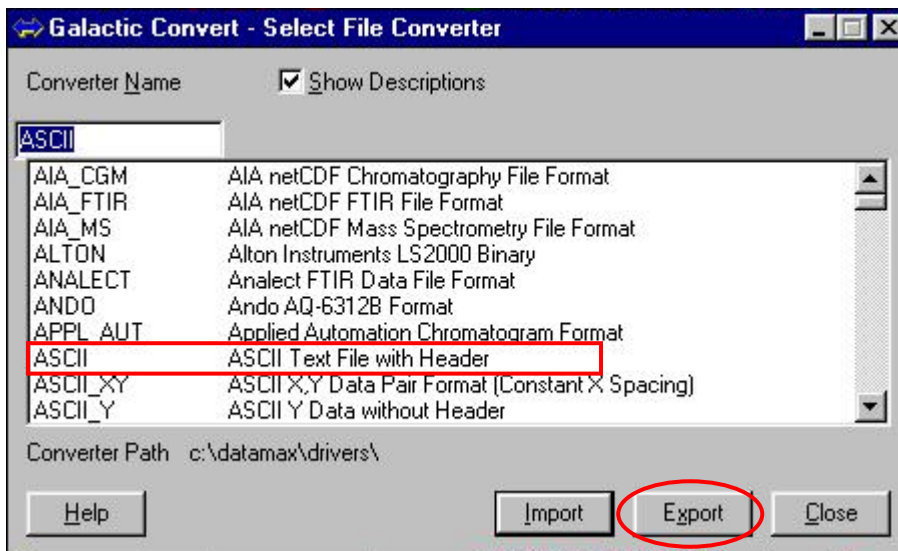 Galactic Convert - Select File Converter
Converter Name Show Descriptions
ASCII
AIA_CGM AIA netCDF Chromatography File Format
AIA_FTIR AIA netCDF FTIR File Format
AIA_MS AIA netCDF Mass Spectrometry File Format
ALTON Alton Instruments LS2000 Binary
ANALECT Analect FTIR Data File Format
ANDO Ando AQ-6312B Format
APPL_AUT Applied Automation Chromatogram Format
ASCII ASCII Text File with Header
ASCII_XY ASCII X,Y Data Pair Format (Constant X Spacing)
ASCII_Y ASCII Y Data without Header
Converter Path c:\datamax\drivers\
Help Import Export Close